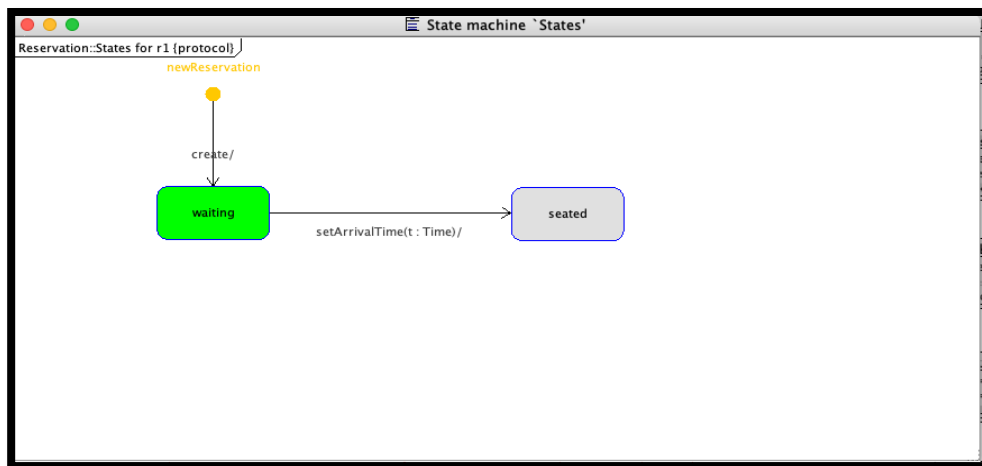 State machine `States'
Reservation::States for r1 {protocol}
newReservation
create/
waiting
seated
setArrivalTime(t : Time)/